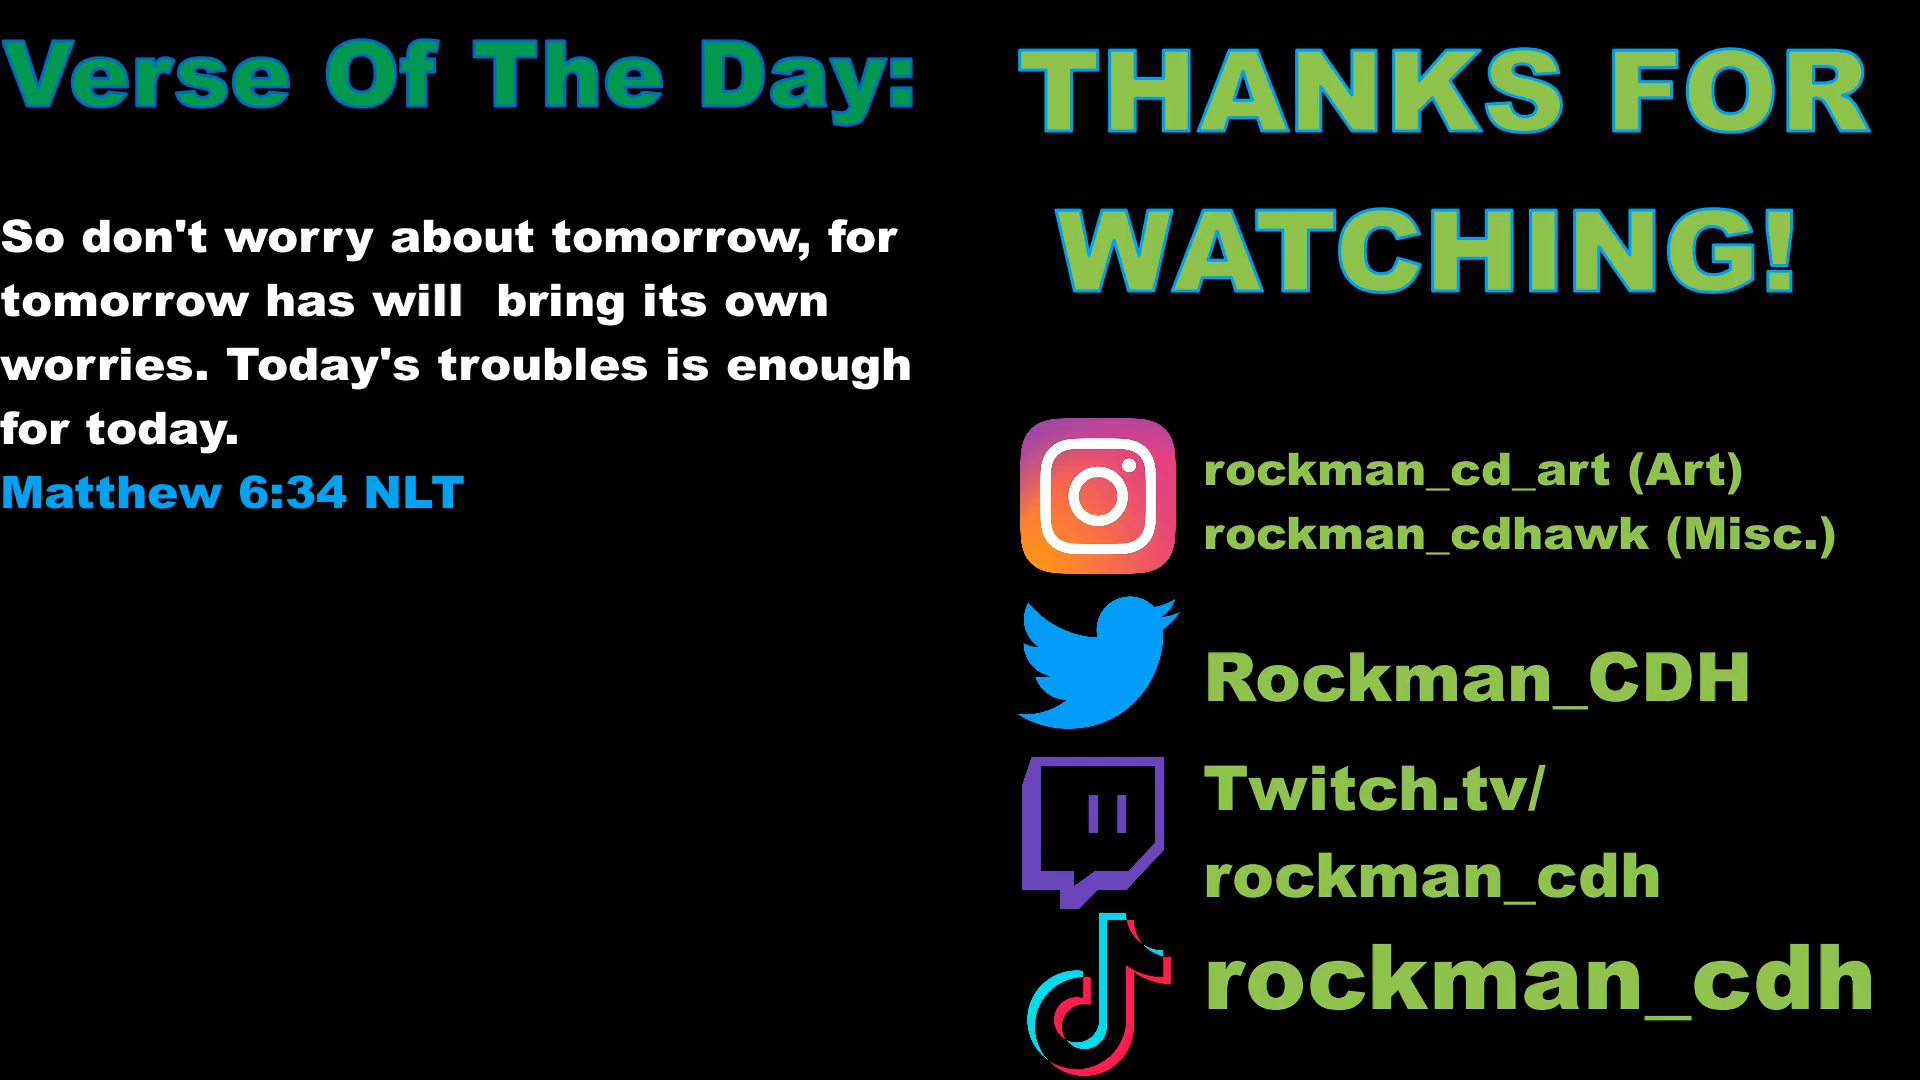 Verse Of The Day:
So don't worry about tomorrow, for
tomorrow has will  bring its own
worries. Today's troubles is enough
for today.
Matthew 6:34 NLT
THANKS FOR
WATCHING!
rockman_cd_art (Art)
rockman_cdhawk (Misc.)
Rockman_CDH
Twitch.tv/
rockman_cdh
rockman_cdh